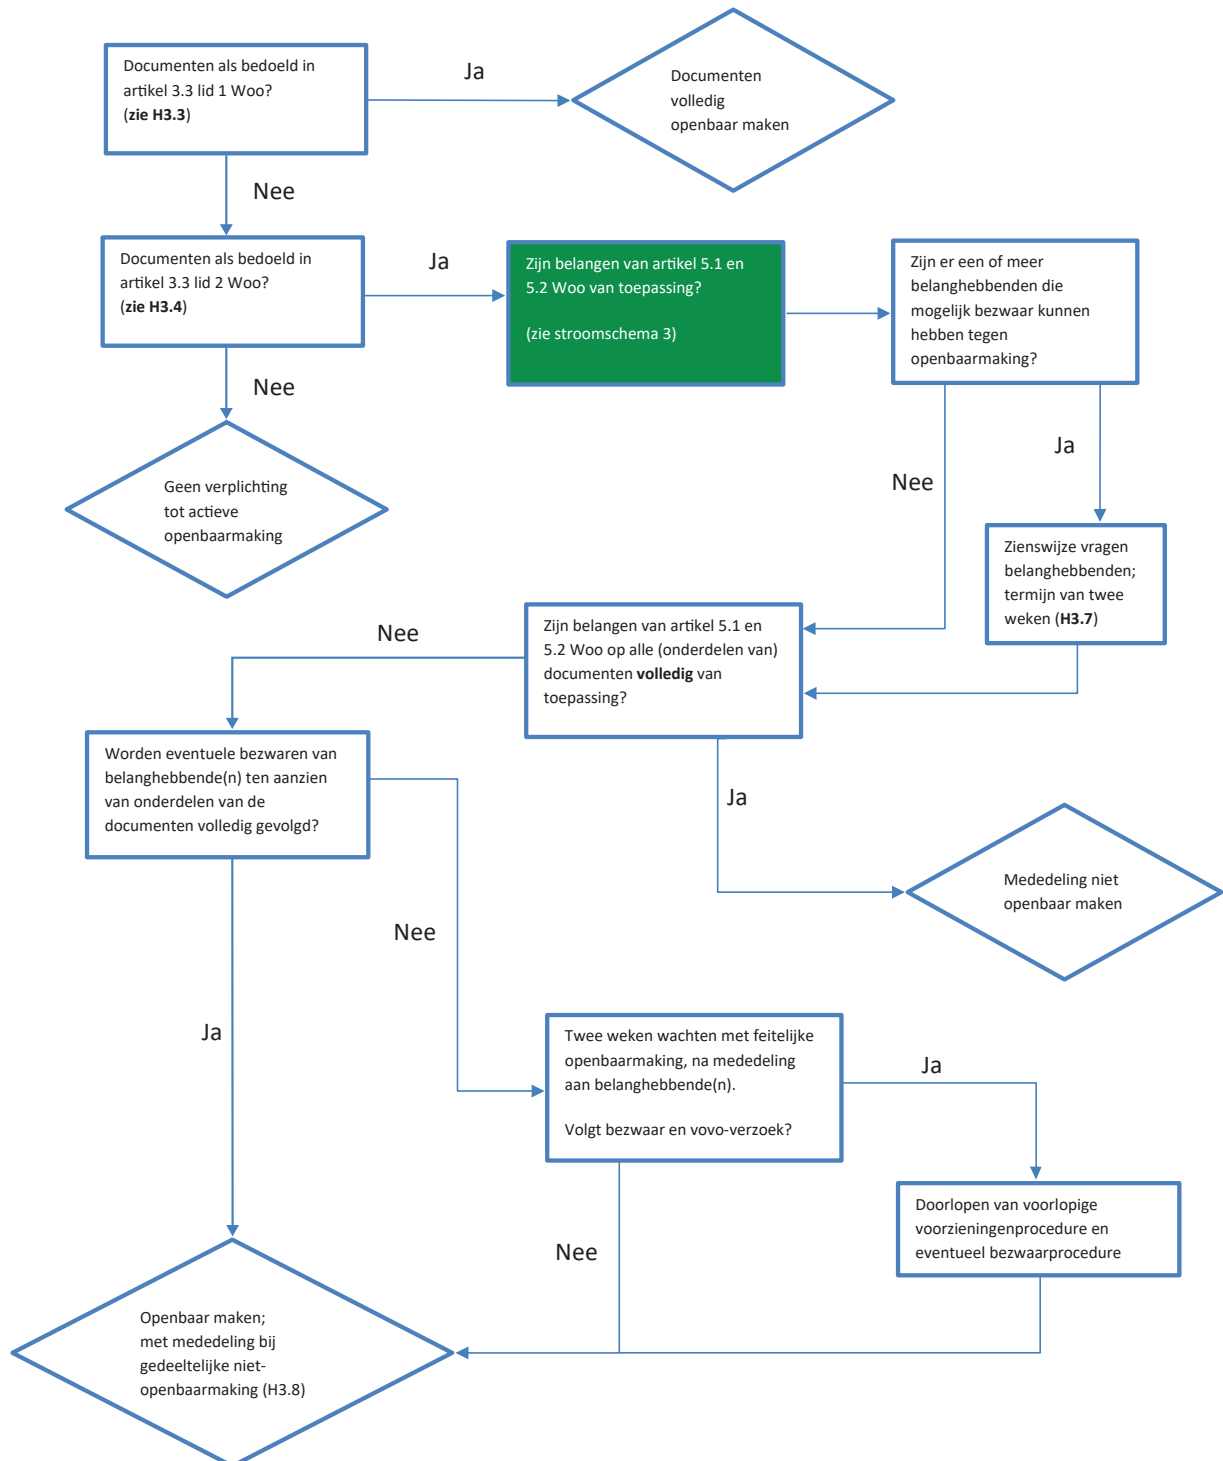 Documenten als bedoeld in
artikel 3.3 lid 1 Woo?
(zie H3.3)
Ja
Documenten
volledig
openbaar maken
Nee
Documenten als bedoeld in
artikel 3.3 lid 2 Woo?
(zie H3.4)
Ja
Zijn belangen van artikel 5.1 en
5.2 Woo van toepassing?
(zie stroomschema 3)
Zijn er een of meer
belanghebbenden die
mogelijk bezwaar kunnen
hebben tegen
openbaarmaking?
Nee
Geen verplichting
tot actieve
openbaarmaking
Nee
Ja
Zienswijze vragen
belanghebbenden;
termijn van twee
weken (H3.7)
Zijn belangen van artikel 5.1 en
5.2 Woo op alle (onderdelen van)
documenten volledig van
toepassing?
Nee
Worden eventuele bezwaren van
belanghebbende(n) ten aanzien
van onderdelen van de
documenten volledig gevolgd?
Ja
Mededeling niet
openbaar maken
Nee
Ja
Twee weken wachten met feitelijke
openbaarmaking, na mededeling
aan belanghebbende(n).
Volgt bezwaar en vovo-verzoek?
Ja
Doorlopen van voorlopige
voorzieningenprocedure en
eventueel bezwaarprocedure
Nee
Openbaar maken;
met mededeling bij
gedeeltelijke niet-
openbaarmaking (H3.8)